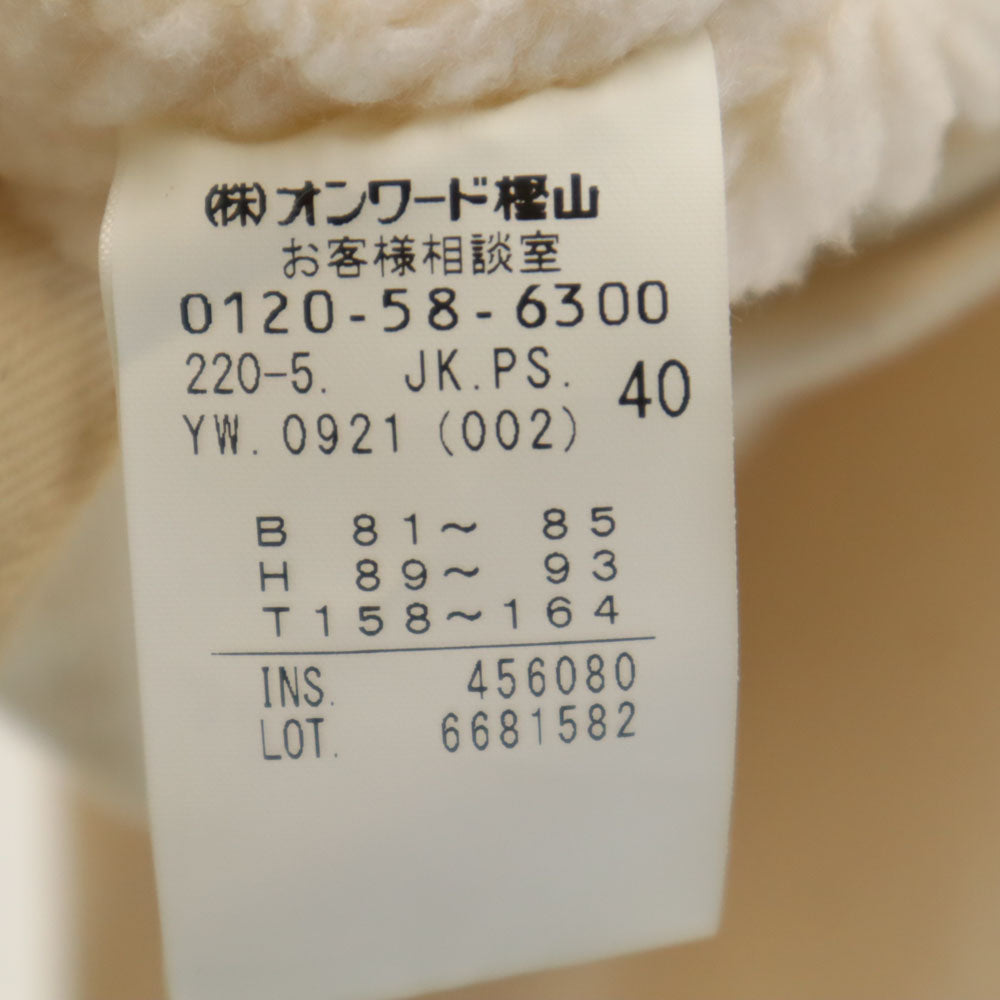 (株)オンワード樫山
お客様相談室
0120-58-6300
220-5. JK.PS. 40
YW.0921 (002)
B 81～ 85
H 89～ 93
T158～164
INS. 456080
LOT. 6681582